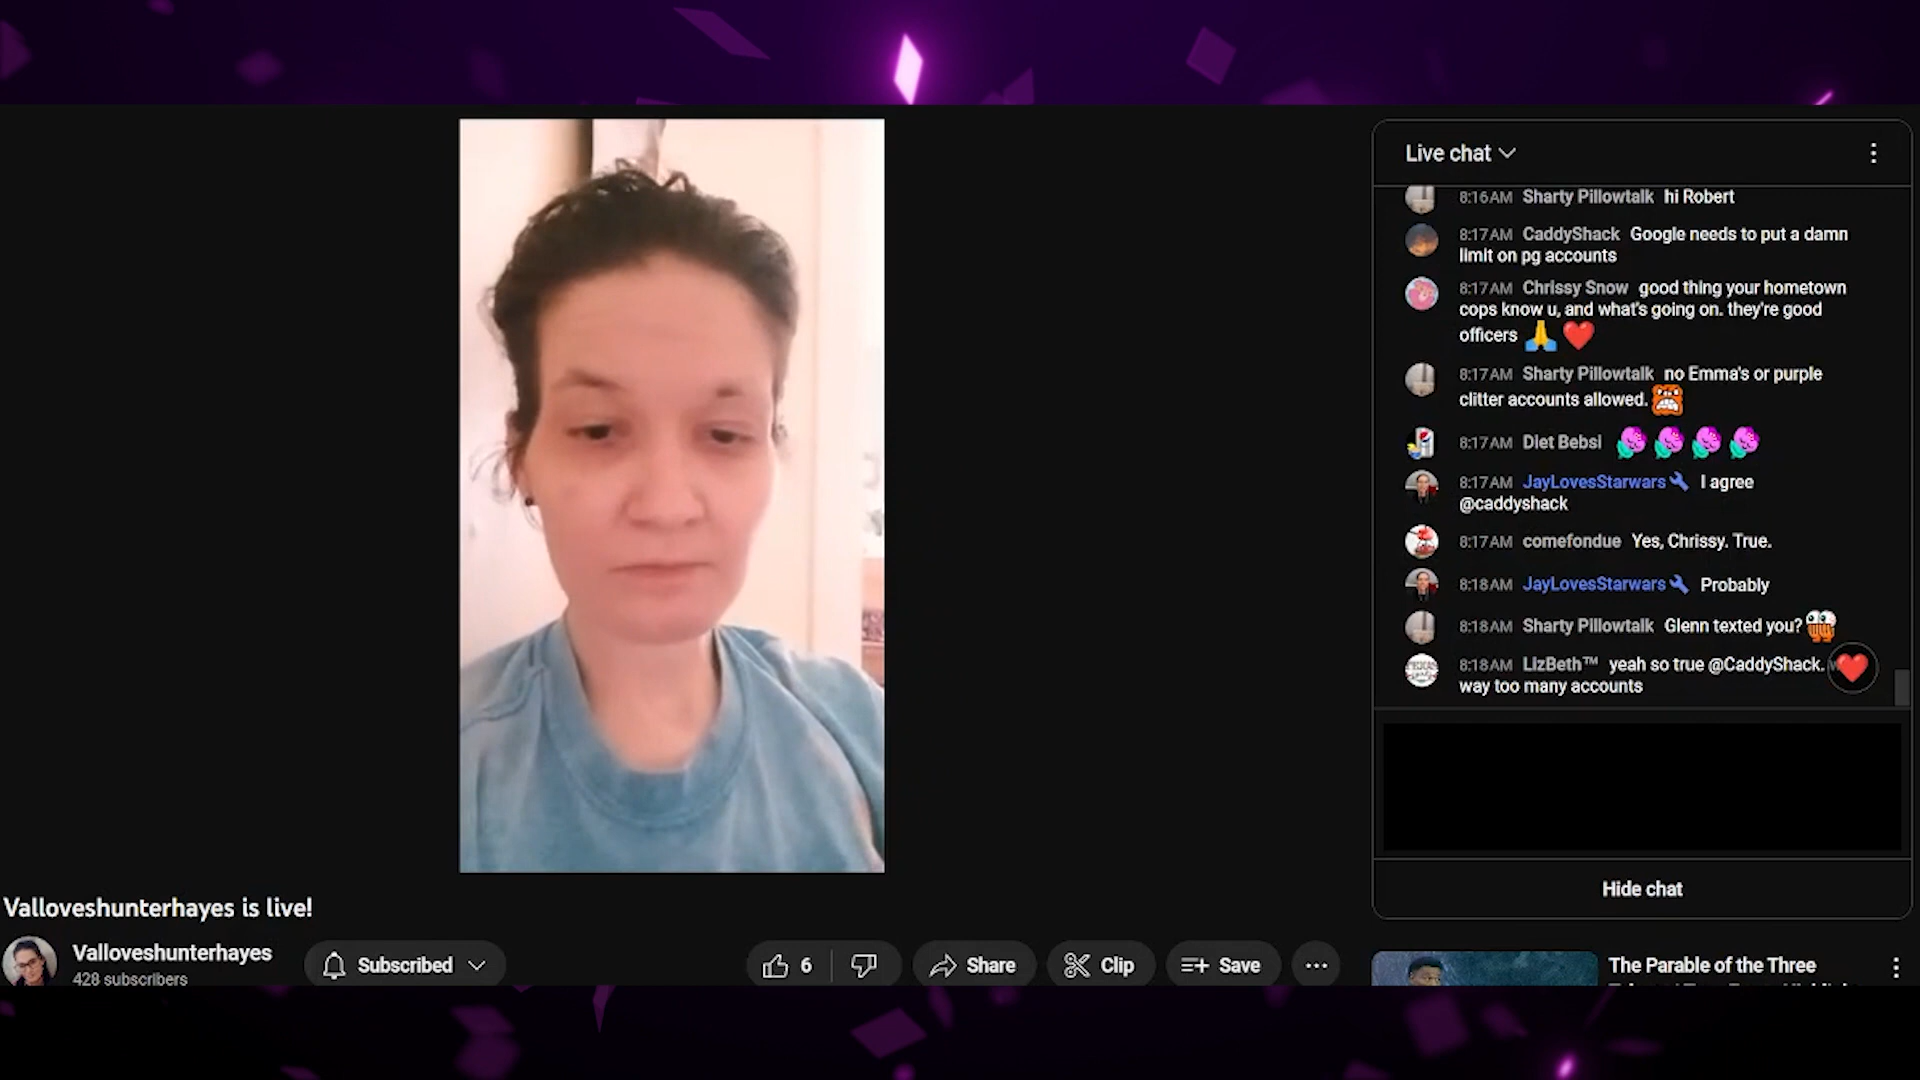 Live chat
8:16AM Sharty Pillowtalk hi Robert
8:17AM CaddyShack Google needs to put a damn
limit on pg accounts
8:17AM Chrissy Snow good thing your hometown
cops know u, and what's going on. they're good
officers 🙏 ❤️
8:17AM Sharty Pillowtalk no Emma's or purple
clitter accounts allowed.
8:17AM Diet Bebsi
8:17AM JayLovesStarwars I agree
@caddyshack
8:17AM comefondue Yes, Chrissy. True.
8:18AM JayLovesStarwars Probably
8:18AM Sharty Pillowtalk Glenn texted you?
8:18AM LizBeth™ yeah so true @CaddyShack.
way too many accounts
Hide chat
Valloveshunterhayes is live!
Valloveshunterhayes
428 subscribers
Subscribed
6
Share
Clip
Save
The Parable of the Three